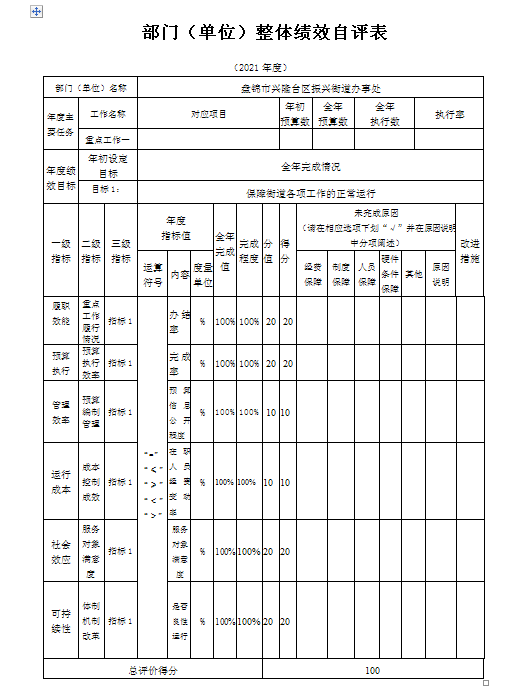 部门（单位）整体绩效自评表
（2021 年度）
部门（单位）名称 盘锦市兴隆台区振兴街道办事处
年度主要任务 工作名称 对应项目 年初预算数 全年预算数 全年执行数 执行率
重点工作一
年度绩效目标 年初设定目标 全年完成情况
目标 1： 保障街道各项工作的正常运行
一级指标 二级指标 三级指标 年度指标值 全年完成值 完成程度 分值 得分 未完成原因（请在相应选项下划“√”并在原因说明中分项阐述） 改进措施
运算符号 内容 度量单位 经费保障 制度保障 人员保障 硬件条件保障 其他 原因说明
履职效能 重点工作履行情况 指标 1 办结率 % 100% 100% 20 20
预算执行 预算执行效率 指标 1 完成率 % 100% 100% 20 20
管理效率 预算编制管理 指标 1 预算信息公开程度 % 100% 100% 10 10
“=”
“≤”
“≥”
“<”
“>”
运行成本 成本控制成效 指标 1 在职人员经费变动率 % 100% 100% 10 10
社会效应 服务对象满意度 指标 1 服务对象满意度 % 100% 100% 20 20
可持续性 体制机制改革 指标 1 是否良性运行 % 100% 100% 20 20
总评价得分 100